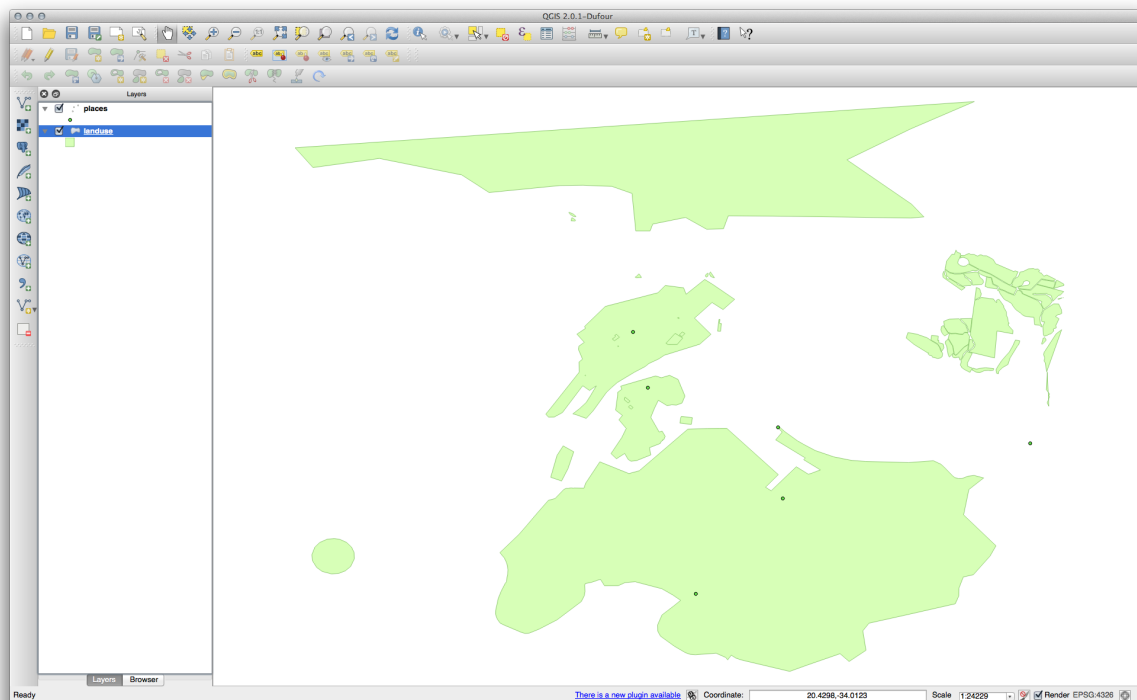 QGIS 2.0.1-Dufour
Layers
places
landuse
Layers Browser
Ready There is a new plugin available Coordinate: 20.4298,-34.0123 Scale 1:24229 Render EPSG:4326